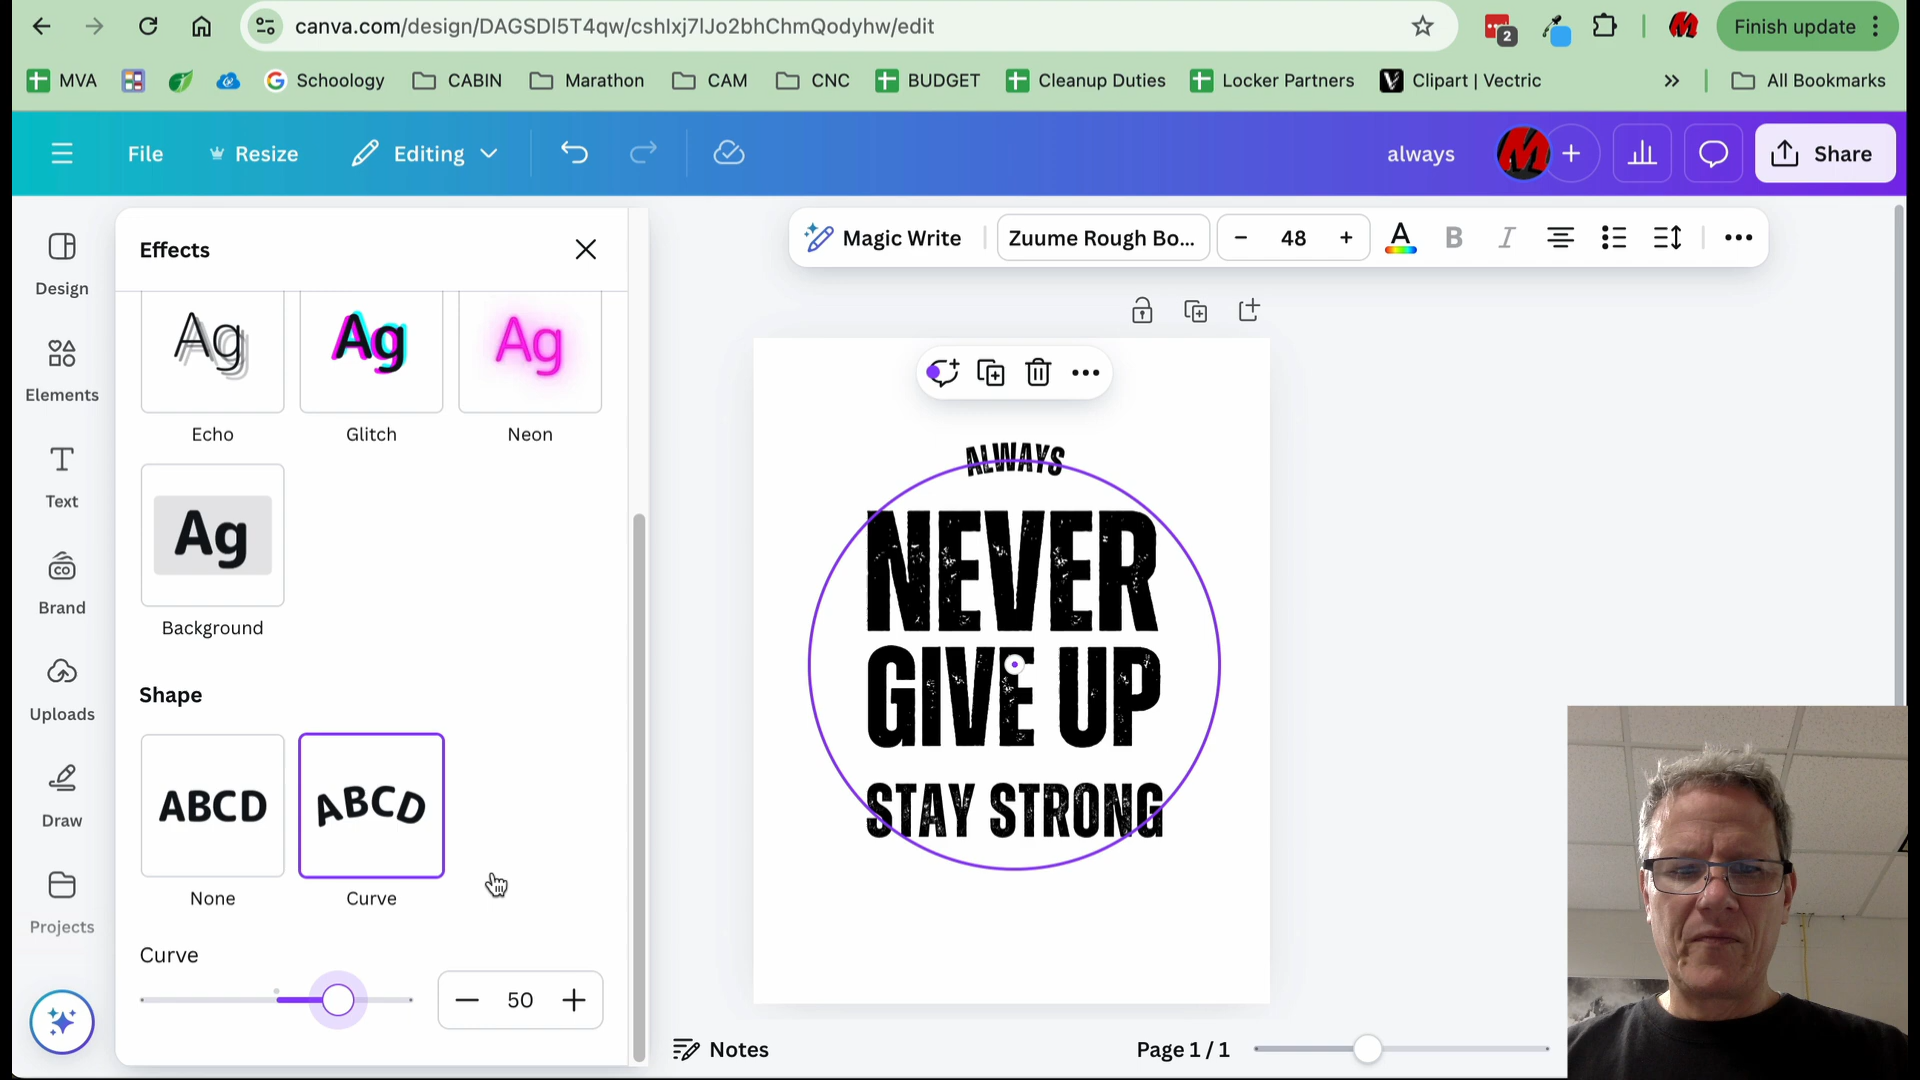 canva.com/design/DAGSDl5T4qw/cshlxj7lJo2bhChmQodyhw/edit
2
Finish update
MVA
Schoology
CABIN
Marathon
CAM
CNC
BUDGET
Cleanup Duties
Locker Partners
Clipart | Vectric
All Bookmarks
File
Resize
Editing
always
Share
Design
Elements
Text
Brand
Uploads
Draw
Projects
Effects
Ag
Ag
Ag
Echo
Glitch
Neon
Ag
Background
Shape
ABCD
ABCD
None
Curve
Curve
50
Magic Write
Zuume Rough Bo...
48
A
B
I
ALWAYS
NEVER
GIVE UP
STAY STRONG
Notes
Page 1 / 1